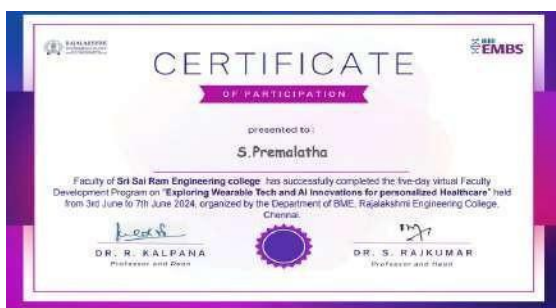 RAJALAKSHMI
IEEE
EMBS
CERTIFICATE
OF PARTICIPATION
presented to:
S.Premalatha
Faculty of Sri Sai Ram Engineering college has successfully completed the five-day virtual Faculty
Development Program on "Exploring Wearable Tech and AI Innovations for personalized Healthcare" held
from 3rd June to 7th June 2024, organized by the Department of BME, Rajalakshmi Engineering College,
Chennai.
DR. R. KALPANA
Professor and
DR. S. RAJKUMAR
Professor and